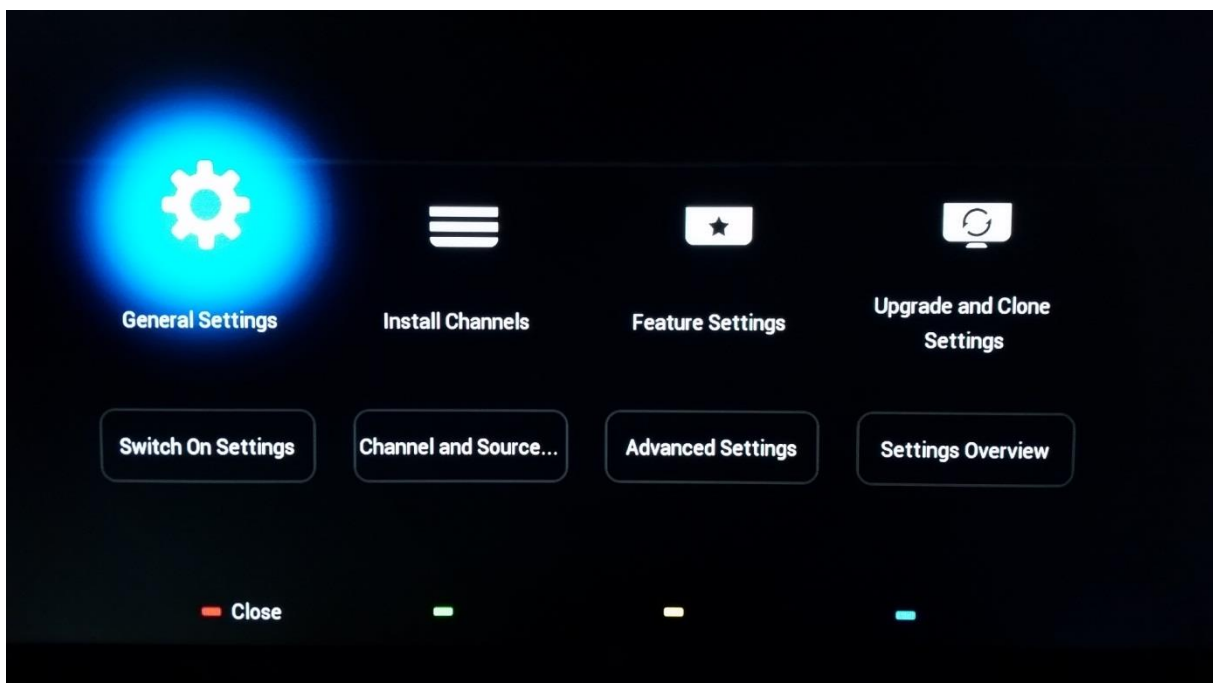 General Settings
Install Channels
Feature Settings
Upgrade and Clone
Settings
Switch On Settings
Channel and Source...
Advanced Settings
Settings Overview
Close